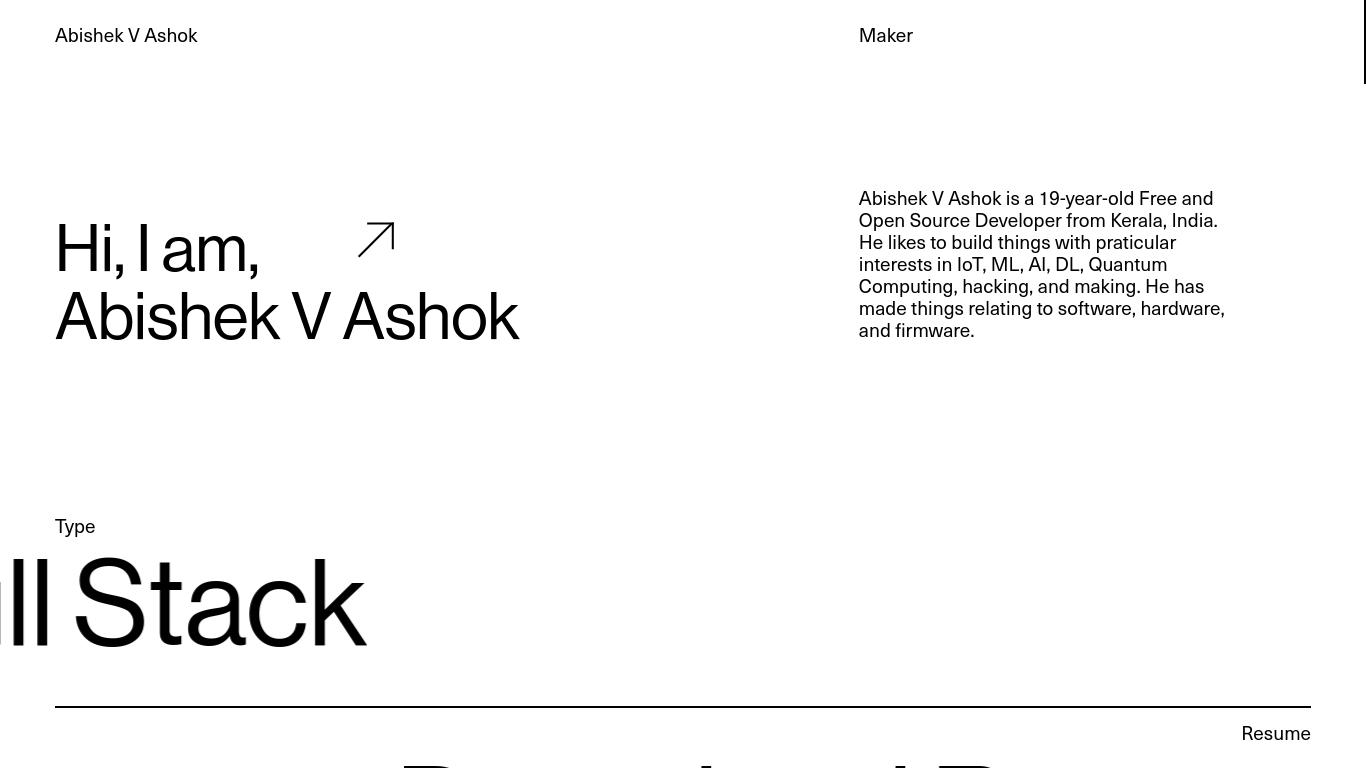 Abishek V Ashok
Maker
Hi, I am,
Abishek V Ashok
Abishek V Ashok is a 19-year-old Free and
Open Source Developer from Kerala, India.
He likes to build things with praticular
interests in IoT, ML, AI, DL, Quantum
Computing, hacking, and making. He has
made things relating to software, hardware,
and firmware.
Type
ll Stack
Resume